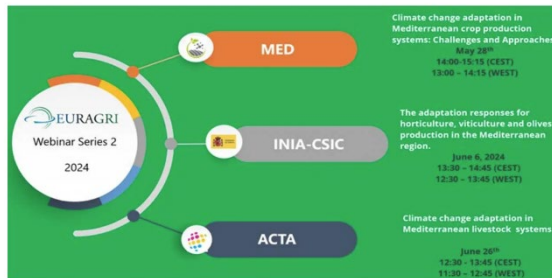 EURAGRI
Webinar Series 2
2024
MED
Climate change adaptation in
Mediterranean crop production
systems: Challenges and Approaches
May 28th
14:00-15:15 (CEST)
13:00 – 14:15 (WEST)
INIA-CSIC
The adaptation responses for
horticulture, viticulture and olives
production in the Mediterranean
region.
June 6, 2024
13:30 – 14:45 (CEST)
12:30 – 13:45 (WEST)
ACTA
Climate change adaptation in
Mediterranean livestock systems
June 26th
12:30 - 13:45 (CEST)
11:30 – 12:45 (WEST)